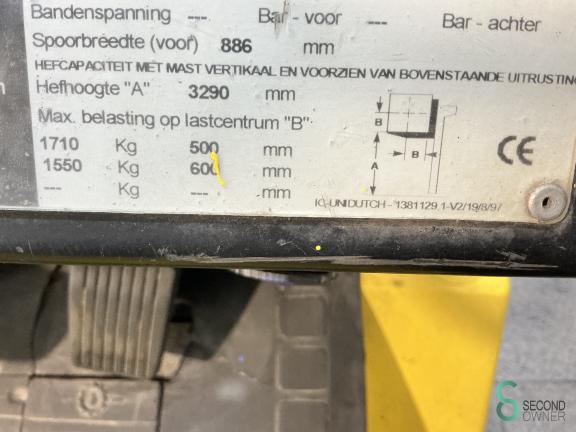 Bandenspanning --- Bar - voor --- Bar - achter
Spoorbreedte (voor) 886 mm
HEFCAPACITEIT MET MAST VERTIKAAL EN VOORZIEN VAN BOVENSTAANDE UITRUSTING
Hefhoogte "A" 3290 mm
Max. belasting op lastcentrum "B":
1710 Kg 500 mm
1550 Kg 600 mm
--- Kg --- mm
B
B
A
CE
IC-UNIDUTCH - 1381129.1-V2/19/8/97
SECOND
OWNER